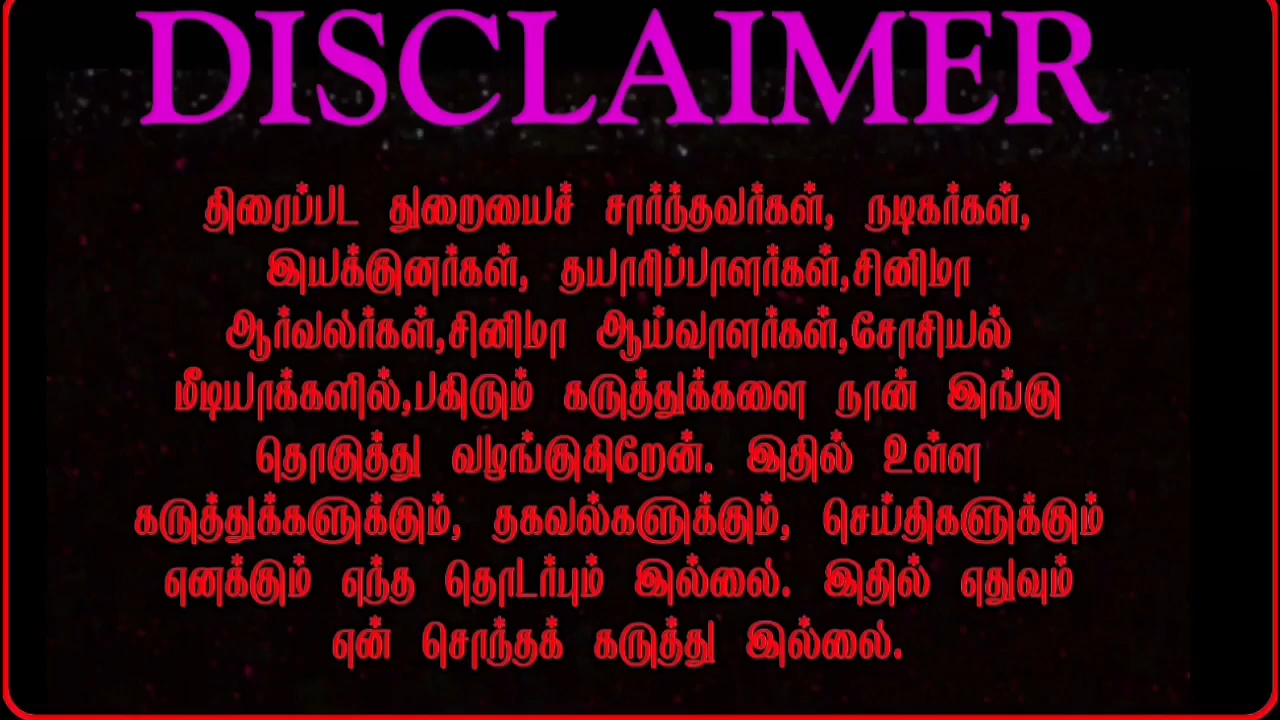 DISCLAIMER
திரைப்பட துறையைச் சார்ந்தவர்கள், நடிகர்கள்,
இயக்குனர்கள், தயாரிப்பாளர்கள்,சினிமா
ஆர்வலர்கள்,சினிமா ஆய்வாளர்கள்,சோசியல்
மீடியாக்களில்,பகிரும் கருத்துக்களை நான் இங்கு
தொகுத்து வழங்குகிறேன். இதில் உள்ள
கருத்துக்களுக்கும், தகவல்களுக்கும், செய்திகளுக்கும்
எனக்கும் எந்த தொடர்பும் இல்லை. இதில் எதுவும்
என் சொந்தக் கருத்து இல்லை.